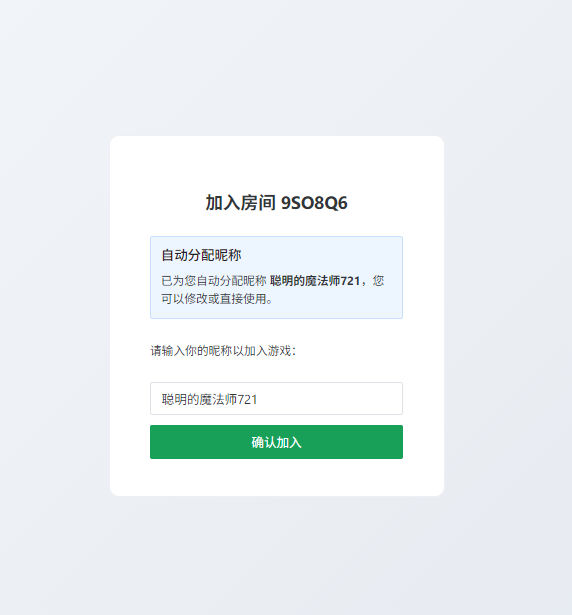 加入房间 9SO8Q6
自动分配昵称
已为您自动分配昵称 聪明的魔法师721，您
可以修改或直接使用。
请输入你的昵称以加入游戏：
聪明的魔法师721
确认加入